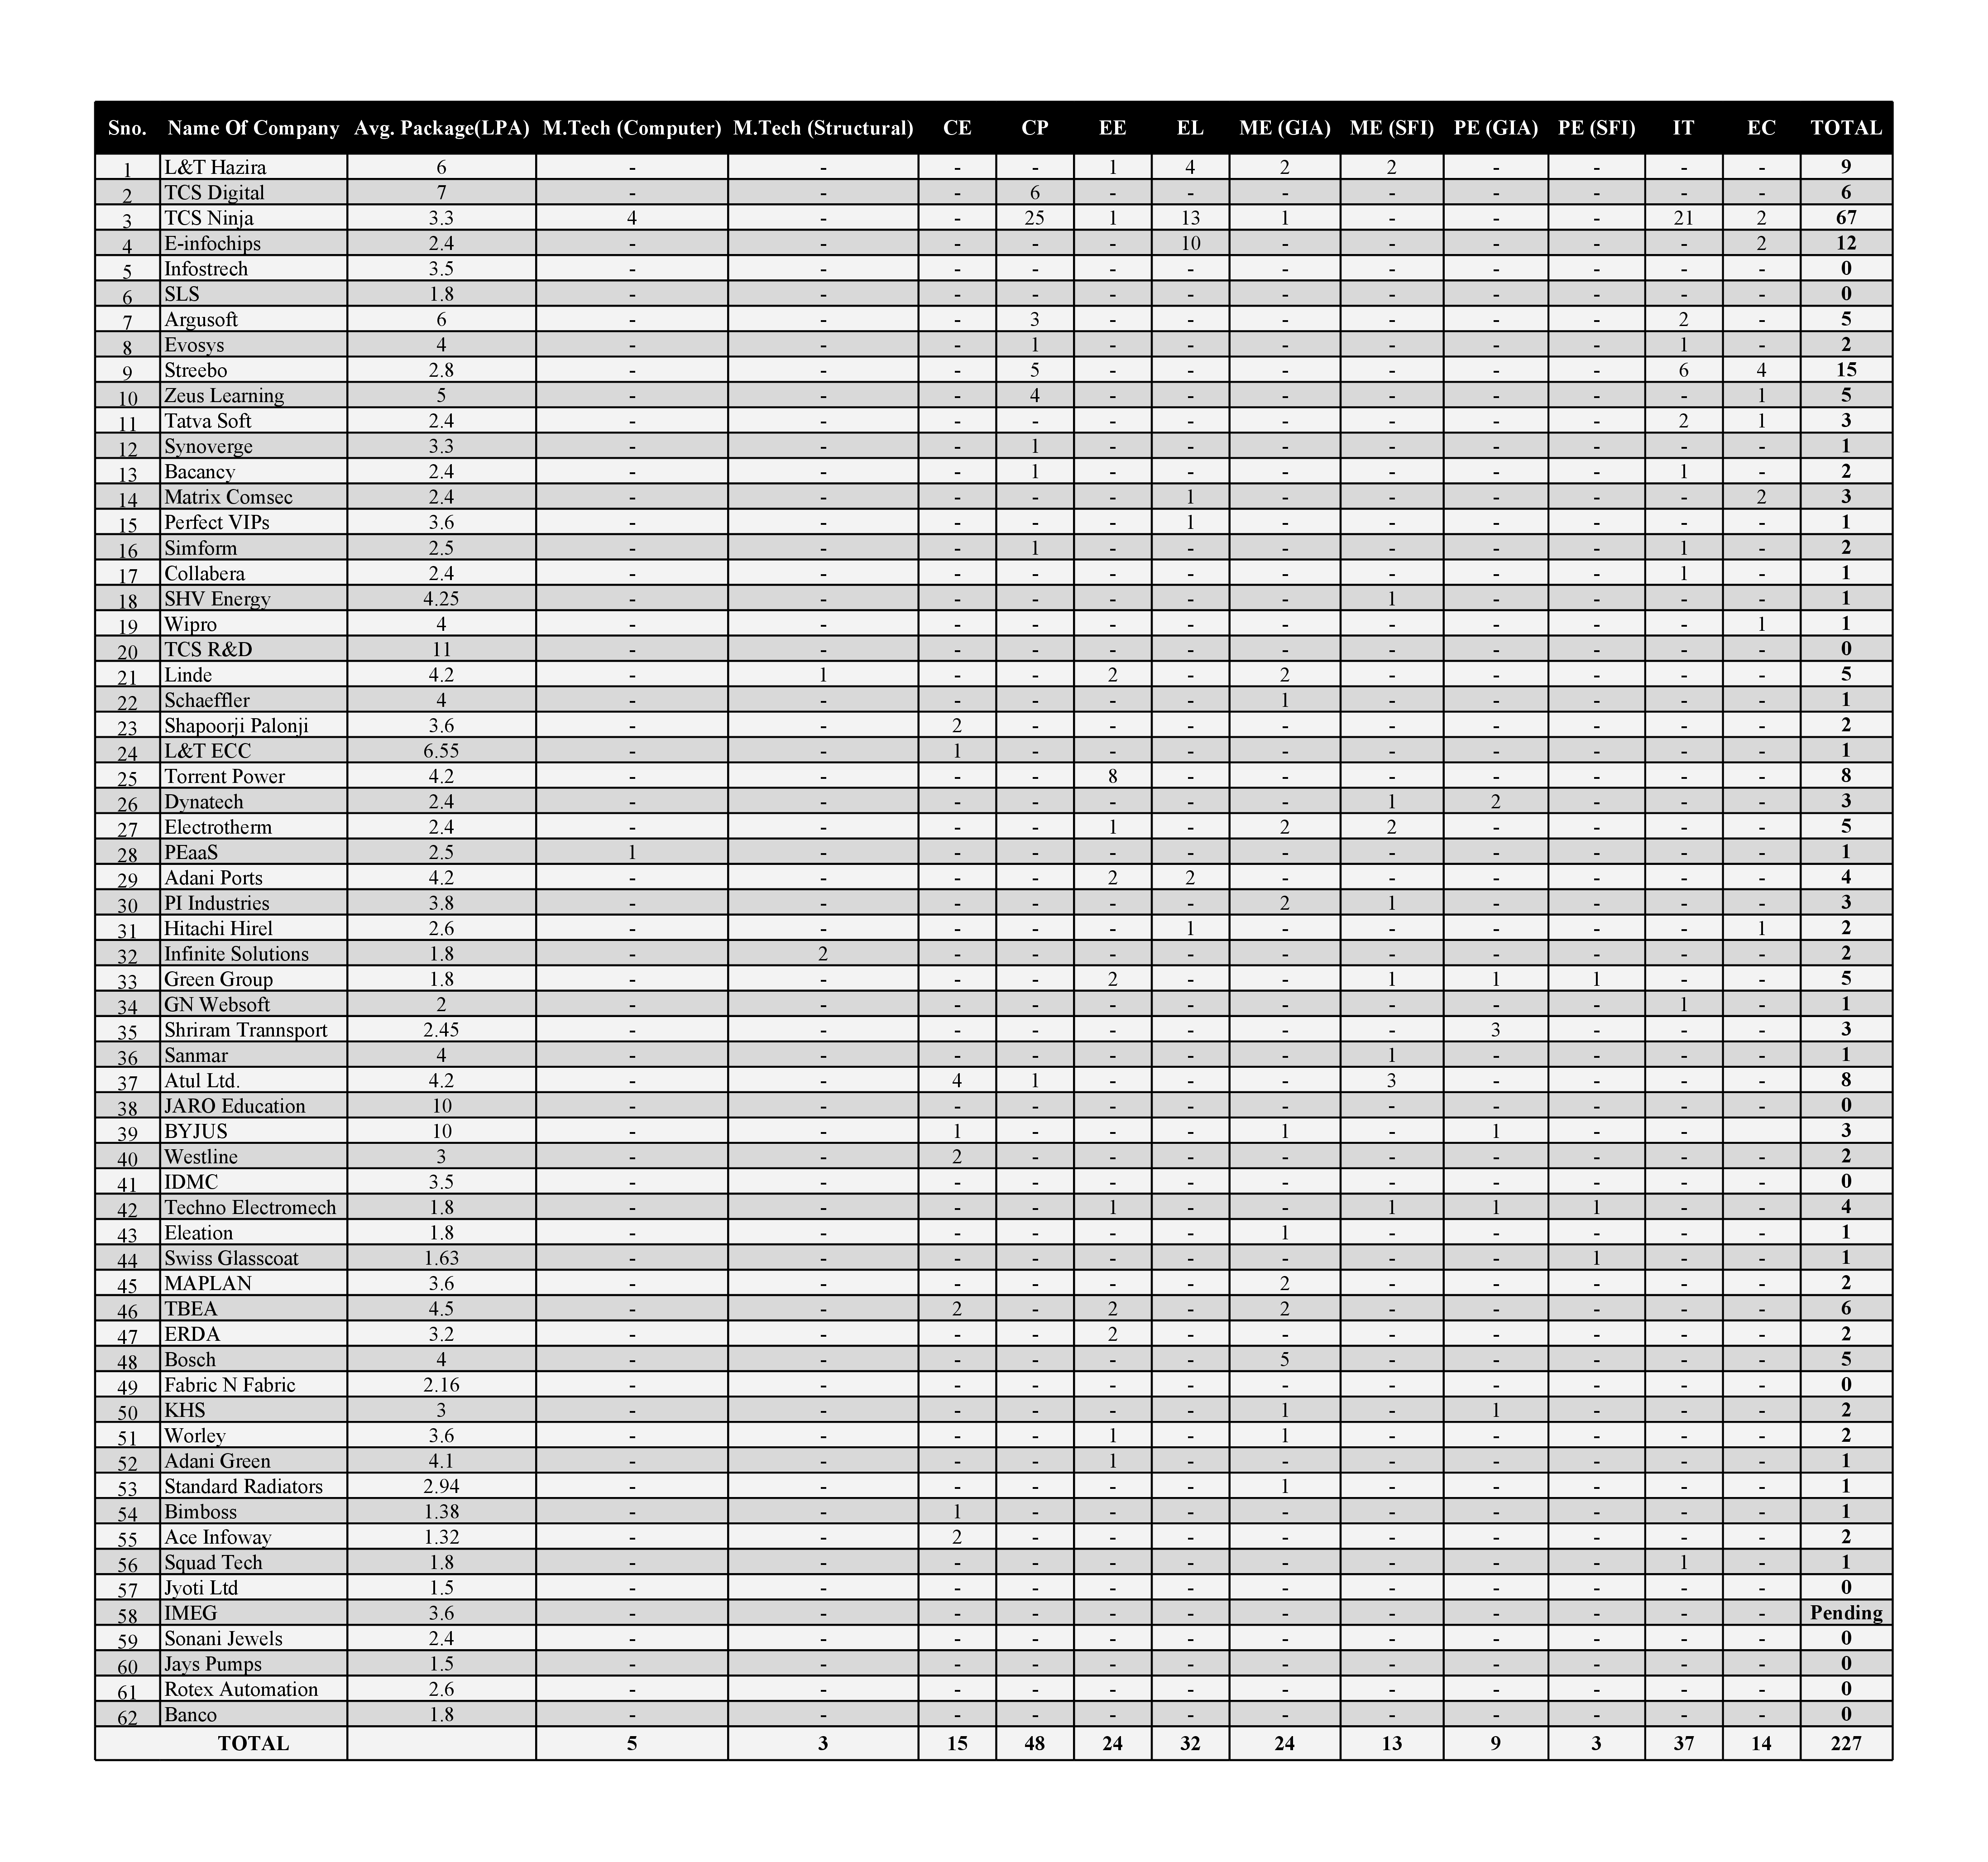 Sno. Name Of Company Avg. Package(LPA) M.Tech (Computer) M.Tech (Structural) CE CP EE EL ME (GIA) ME (SFI) PE (GIA) PE (SFI) IT EC TOTAL
1 L&T Hazira 6 - - - - 1 4 2 2 - - - - 9
2 TCS Digital 7 - - - 6 - - - - - - - - 6
3 TCS Ninja 3.3 4 - - 25 1 13 1 - - - 21 2 67
4 E-infochips 2.4 - - - - - 10 - - - - - 2 12
5 Infostrech 3.5 - - - - - - - - - - - - 0
6 SLS 1.8 - - - - - - - - - - - - 0
7 Argusoft 6 - - - 3 - - - - - - 2 - 5
8 Evosys 4 - - - 1 - - - - - - 1 - 2
9 Streebo 2.8 - - - 5 - - - - - - 6 4 15
10 Zeus Learning 5 - - - 4 - - - - - - - 1 5
11 Tatva Soft 2.4 - - - - - - - - - - 2 1 3
12 Synoverge 3.3 - - - 1 - - - - - - - - 1
13 Bacancy 2.4 - - - 1 - - - - - - 1 - 2
14 Matrix Comsec 2.4 - - - - - 1 - - - - - 2 3
15 Perfect VIPs 3.6 - - - - - 1 - - - - - - 1
16 Simform 2.5 - - - 1 - - - - - - 1 - 2
17 Collabera 2.4 - - - - - - - - - - 1 - 1
18 SHV Energy 4.25 - - - - - - - 1 - - - - 1
19 Wipro 4 - - - - - - - - - - - 1 1
20 TCS R&D 11 - - - - - - - - - - - - 0
21 Linde 4.2 - 1 - - 2 - 2 - - - - - 5
22 Schaeffler 4 - - - - - - 1 - - - - - 1
23 Shapoorji Palonji 3.6 - - 2 - - - - - - - - - 2
24 L&T ECC 6.55 - - 1 - - - - - - - - - 1
25 Torrent Power 4.2 - - - - 8 - - - - - - - 8
26 Dynatech 2.4 - - - - - - - 1 2 - - - 3
27 Electrotherm 2.4 - - - - 1 - 2 2 - - - - 5
28 PEaaS 2.5 1 - - - - - - - - - - - 1
29 Adani Ports 4.2 - - - - 2 2 - - - - - - 4
30 PI Industries 3.8 - - - - - - 2 1 - - - - 3
31 Hitachi Hirel 2.6 - - - - - 1 - - - - - 1 2
32 Infinite Solutions 1.8 - 2 - - - - - - - - - - 2
33 Green Group 1.8 - - - - 2 - - 1 1 1 - - 5
34 GN Websoft 2 - - - - - - - - - - 1 - 1
35 Shriram Trannsport 2.45 - - - - - - - - 3 - - - 3
36 Sanmar 4 - - - - - - - 1 - - - - 1
37 Atul Ltd. 4.2 - - 4 1 - - - 3 - - - - 8
38 JARO Education 10 - - - - - - - - - - - - 0
39 BYJUS 10 - - 1 - - - 1 - 1 - - 3
40 Westline 3 - - 2 - - - - - - - - - 2
41 IDMC 3.5 - - - - - - - - - - - - 0
42 Techno Electromech 1.8 - - - - 1 - - 1 1 1 - - 4
43 Eleation 1.8 - - - - - - 1 - - - - - 1
44 Swiss Glasscoat 1.63 - - - - - - - - - 1 - - 1
45 MAPLAN 3.6 - - - - - - 2 - - - - - 2
46 TBEA 4.5 - - 2 - 2 - 2 - - - - - 6
47 ERDA 3.2 - - - - 2 - - - - - - - 2
48 Bosch 4 - - - - - - 5 - - - - - 5
49 Fabric N Fabric 2.16 - - - - - - - - - - - - 0
50 KHS 3 - - - - - - 1 - 1 - - - 2
51 Worley 3.6 - - - - 1 - 1 - - - - - 2
52 Adani Green 4.1 - - - - 1 - - - - - - - 1
53 Standard Radiators 2.94 - - - - - - 1 - - - - - 1
54 Bimboss 1.38 - - 1 - - - - - - - - - 1
55 Ace Infoway 1.32 - - 2 - - - - - - - - - 2
56 Squad Tech 1.8 - - - - - - - - - - 1 - 1
57 Jyoti Ltd 1.5 - - - - - - - - - - - - 0
58 IMEG 3.6 - - - - - - - - - - - - Pending
59 Sonani Jewels 2.4 - - - - - - - - - - - - 0
60 Jays Pumps 1.5 - - - - - - - - - - - - 0
61 Rotex Automation 2.6 - - - - - - - - - - - - 0
62 Banco 1.8 - - - - - - - - - - - - 0
TOTAL 5 3 15 48 24 32 24 13 9 3 37 14 227